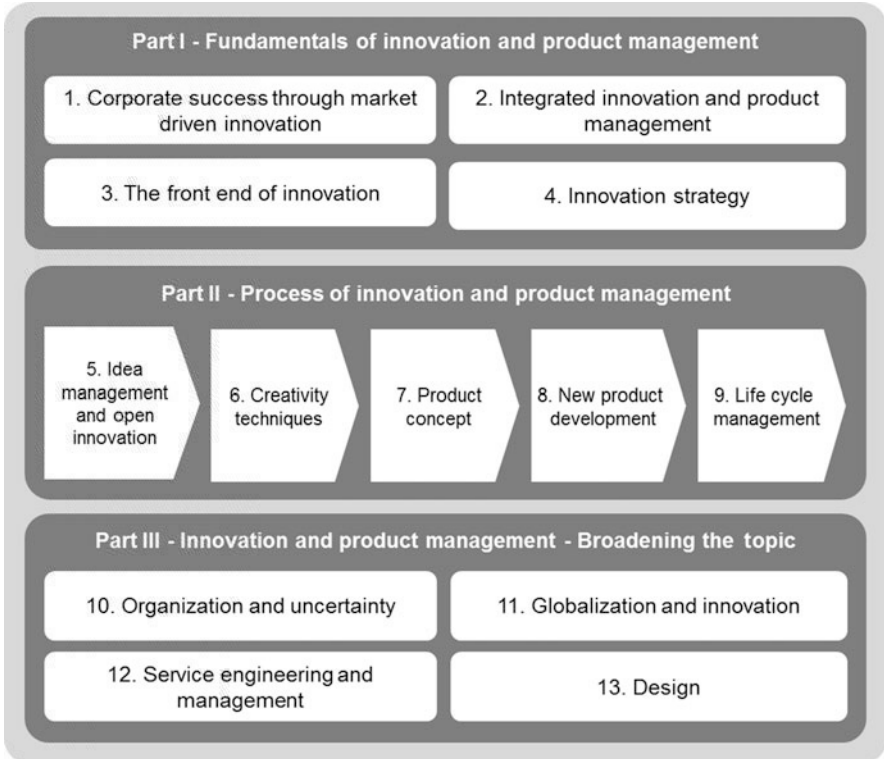 Part I - Fundamentals of innovation and product management
1. Corporate success through market
driven innovation
2. Integrated innovation and product
management
3. The front end of innovation
4. Innovation strategy
Part II - Process of innovation and product management
5. Idea
management
and open
innovation
6. Creativity
techniques
7. Product
concept
8. New product
development
9. Life cycle
management
Part III - Innovation and product management - Broadening the topic
10. Organization and uncertainty
11. Globalization and innovation
12. Service engineering and
management
13. Design